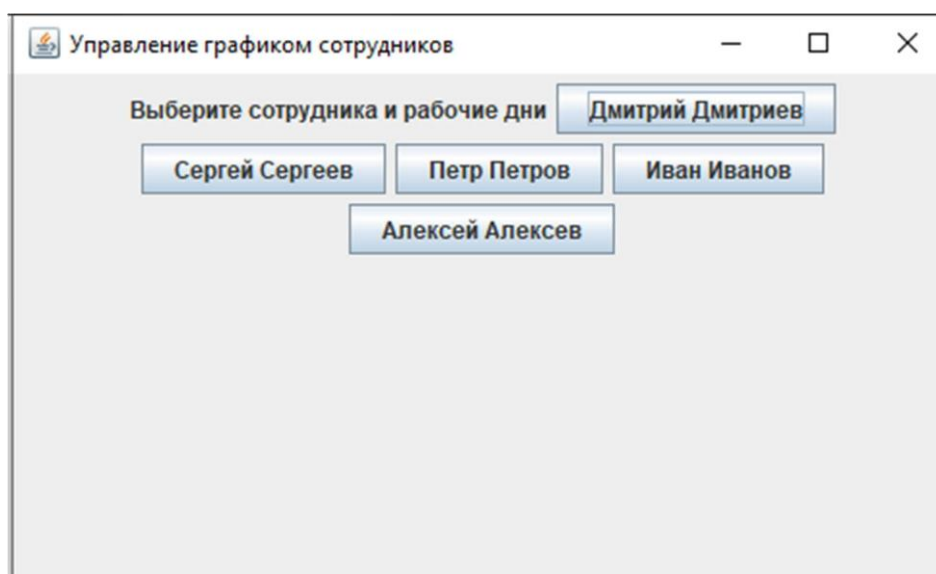 Управление графиком сотрудников
Выберите сотрудника и рабочие дни Дмитрий Дмитриев
Сергей Сергеев Петр Петров Иван Иванов
Алексей Алексев